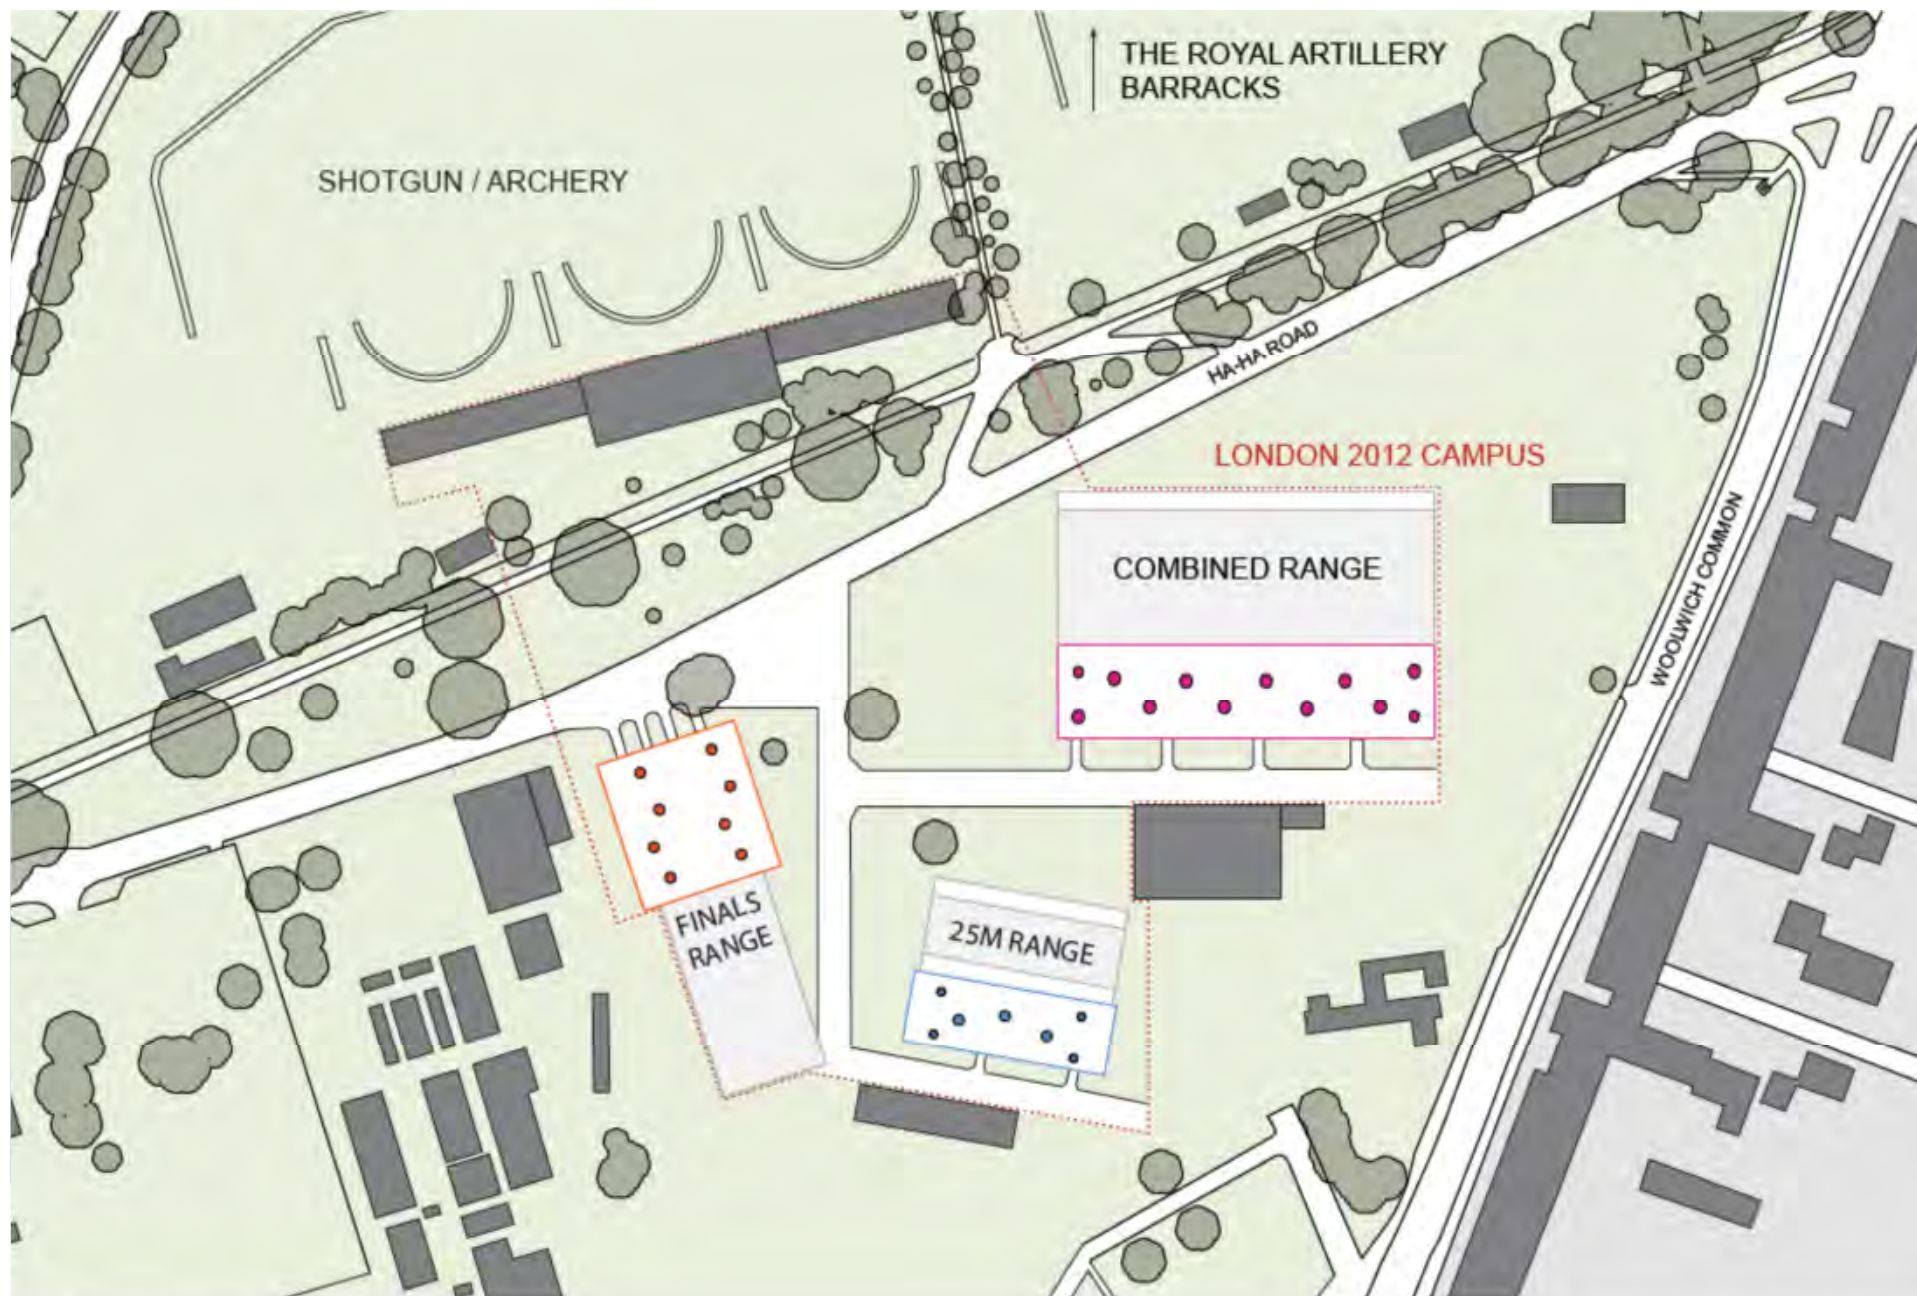 THE ROYAL ARTILLERY
BARRACKS
SHOTGUN / ARCHERY
HA-HA ROAD
LONDON 2012 CAMPUS
WOOLWICH COMMON
COMBINED RANGE
FINALS
RANGE
25M RANGE